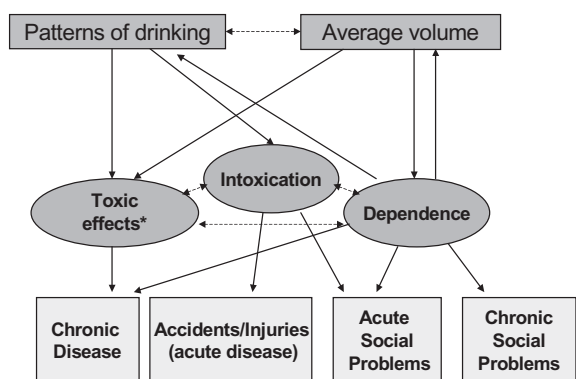 Patterns of drinking
Average volume
Intoxication
Toxic
effects*
Dependence
Chronic
Disease
Accidents/Injuries
(acute disease)
Acute
Social
Problems
Chronic
Social
Problems